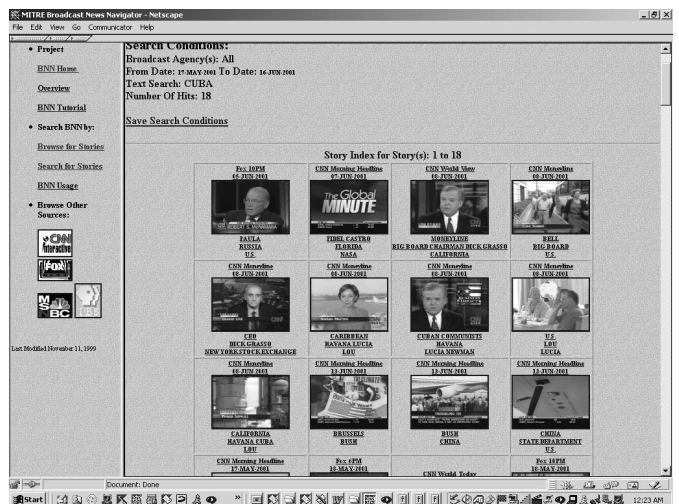 MITRE Broadcast News Navigator - Netscape
File Edit View Go Communicator Help
Project
BNN Home
Overview
BNN Tutorial
Search BNN by:
Browse for Stories
Search for Stories
BNN Usage
Browse Other
Sources:
CNN
interactive
FOX
MSNBC
Last Modified November 11, 1999
Search Conditions:
Broadcast Agency(s): All
From Date: 17-MAY-2001 To Date: 16-JUN-2001
Text Search: CUBA
Number Of Hits: 18
Save Search Conditions
Story Index for Story(s): 1 to 18
Fox 10PM
06-JUN-2001
ROBERT S. McNAMARA
PAULA
RUSSIA
U.S.
CNN Morning Headline
07-JUN-2001
The Global
MINUTE
FIDEL CASTRO
FLORIDA
NASA
CNN World View
08-JUN-2001
MONEYLINE
BIG BOARD CHAIRMAN DICK GRASSO
CALIFORNIA
CNN Moneyline
08-JUN-2001
BELL
BIG BOARD
U.S.
CNN Moneyline
08-JUN-2001
CEO
DICK GRASSO
NEW YORK STOCK EXCHANGE
CNN Moneyline
08-JUN-2001
CARIBBEAN
HAVANA LUCIA
LOU
CNN Moneyline
08-JUN-2001
CUBAN COMMUNISTS
HAVANA
LUCIA NEWMAN
CNN Moneyline
08-JUN-2001
U.S.
LOU
LUCIA
CNN Moneyline
08-JUN-2001
CALIFORNIA
HAVANA CUBA
LOU
CNN Morning Headline
13-JUN-2001
BRUSSELS
BUSH
CNN Morning Headline
13-JUN-2001
BUSH
CHINA
CNN Morning Headline
13-JUN-2001
CHINA
STATE DEPARTMENT
U.S.
CNN Morning Headline
17-MAY-2001
Fox 6PM
18-MAY-2001
CNN World Today
Fox 10PM
18-MAY-2001
Document: Done
Start
12:23 AM